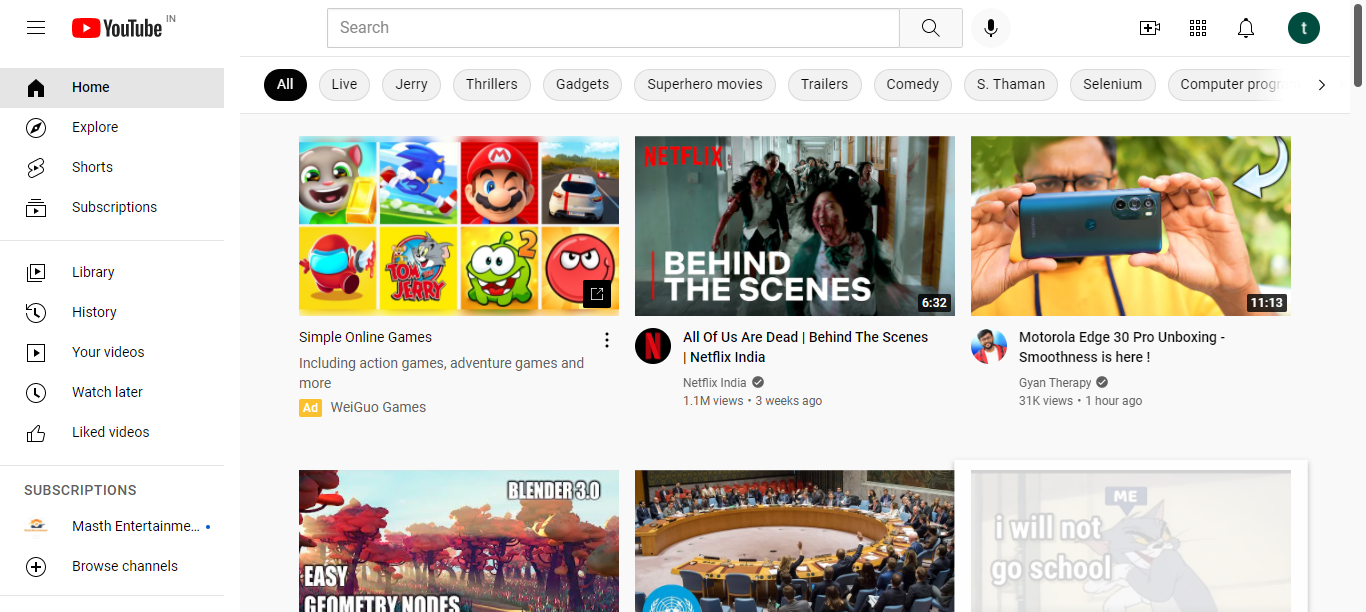 YouTube IN
Search
t
Home
Explore
Shorts
Subscriptions
Library
History
Your videos
Watch later
Liked videos
SUBSCRIPTIONS
Masth Entertainme...
Browse channels
All Live Jerry Thrillers Gadgets Superhero movies Trailers Comedy S. Thaman Selenium Computer progr
TOM and JERRY
2
Simple Online Games
Including action games, adventure games and
more
Ad WeiGuo Games
NETFLIX
BEHIND
THE SCENES
6:32
N
All Of Us Are Dead | Behind The Scenes
| Netflix India
Netflix India
1.1M views • 3 weeks ago
11:13
Motorola Edge 30 Pro Unboxing -
Smoothness is here !
Gyan Therapy
31K views • 1 hour ago
BLENDER 3.0
EASY
GEOMETRY NODES
ME
i will not
go school